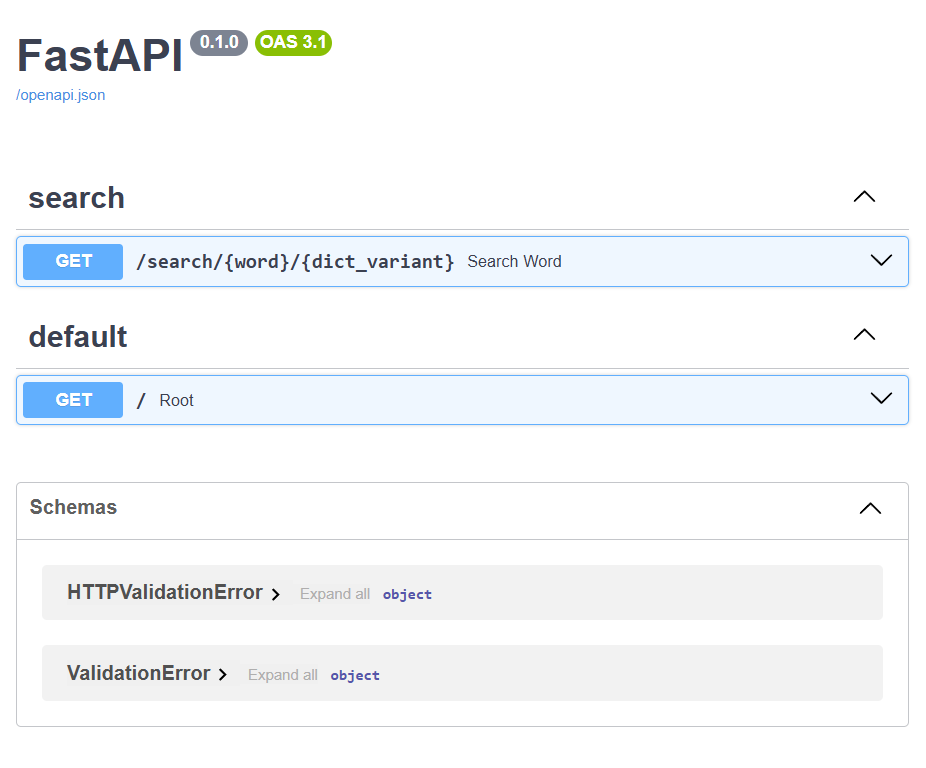 FastAPI 0.1.0 OAS 3.1
/openapi.json
search
GET /search/{word}/{dict_variant} Search Word
default
GET / Root
Schemas
HTTPValidationError Expand all object
ValidationError Expand all object